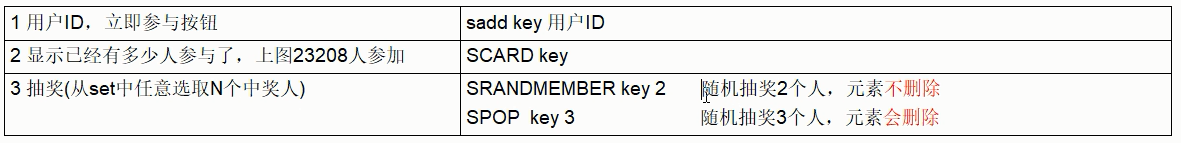 1 用户ID，立即参与按钮 sadd key 用户ID
2 显示已经有多少人参与了，上图23208人参加 SCARD key
3 抽奖(从set中任意选取N个中奖人) SRANDMEMBER key 2 随机抽奖2个人，元素不删除
SPOP key 3 随机抽奖3个人，元素会删除